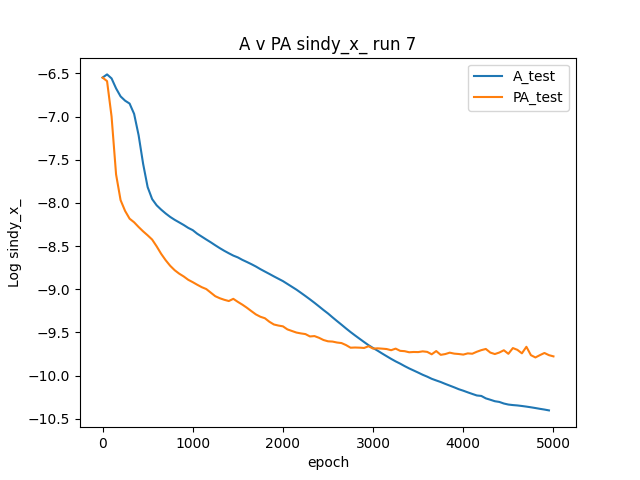 A v PA sindy_x_ run 7
A_test
PA_test
−6.5
−7.0
−7.5
−8.0
−8.5
−9.0
−9.5
−10.0
−10.5
Log sindy_x_
0 1000 2000 3000 4000 5000
epoch